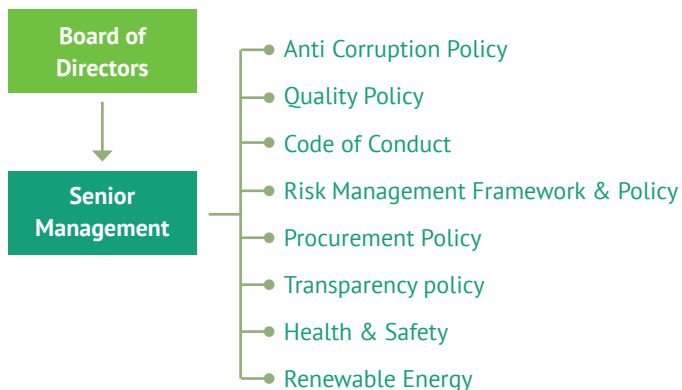 Board of
Directors
Senior
Management
Anti Corruption Policy
Quality Policy
Code of Conduct
Risk Management Framework & Policy
Procurement Policy
Transparency policy
Health & Safety
Renewable Energy